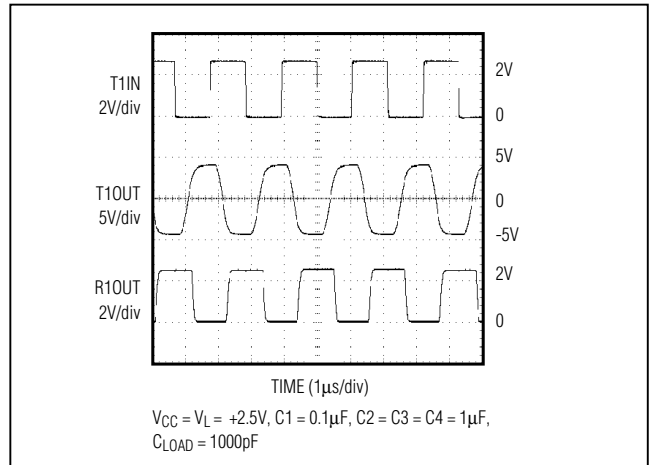 T1IN
2V/div
2V
0
T1OUT
5V/div
5V
0
-5V
R1OUT
2V/div
2V
0
TIME (1μs/div)
VCC = VL = +2.5V, C1 = 0.1μF, C2 = C3 = C4 = 1μF,
CLOAD = 1000pF